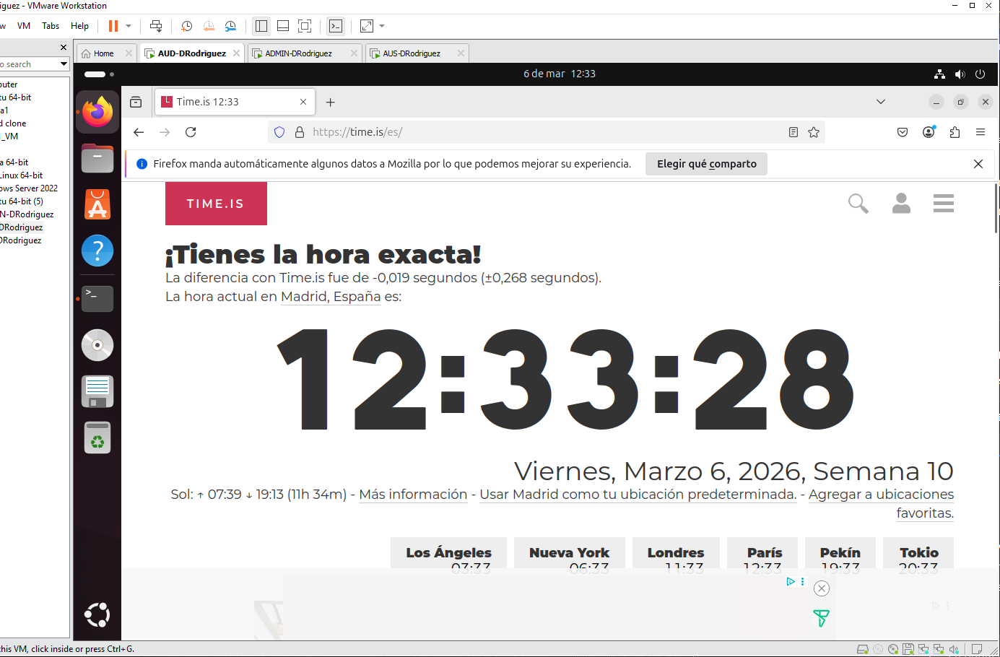 iguez - VMware Workstation
w VM Tabs Help
Home
AUD-DRodriguez
ADMIN-DRodriguez
AUS-DRodriguez
o search
uter
tu 64-bit
a1
d clone
_VM
a 64-bit
Linux 64-bit
ows Server 2022
tu 64-bit (5)
N-DRodriguez
DRodriguez
DRodriguez
6 de mar 12:33
Time.is 12:33
https://time.is/es/
Firefox manda automáticamente algunos datos a Mozilla por lo que podemos mejorar su experiencia.
Elegir qué comparto
TIME.IS
¡Tienes la hora exacta!
La diferencia con Time.is fue de -0,019 segundos (±0,268 segundos).
La hora actual en Madrid, España es:
12:33:28
Viernes, Marzo 6, 2026, Semana 10
Sol: ↑ 07:39 ↓ 19:13 (11h 34m) - Más información - Usar Madrid como tu ubicación predeterminada. - Agregar a ubicaciones
favoritas.
Los Ángeles Nueva York Londres París Pekín Tokio
03:33 06:33 11:33 12:33 19:33 20:33
this VM, click inside or press Ctrl+G.